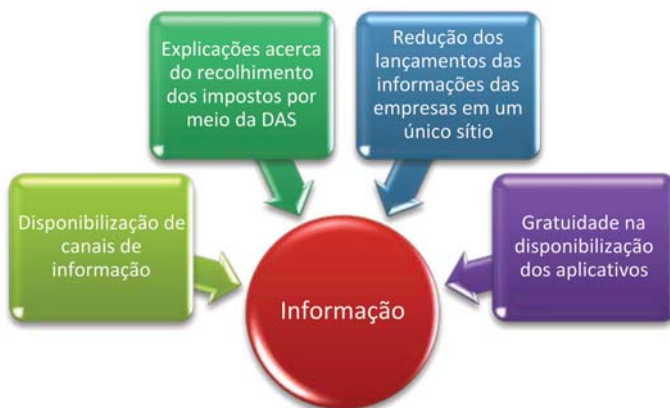 Explicações acerca
do recolhimento
dos impostos por
meio da DAS
Redução dos
lançamentos das
informações das
empresas em um
único sítio
Disponibilização de
canais de
informação
Gratuidade na
disponibilização
dos aplicativos
Informação